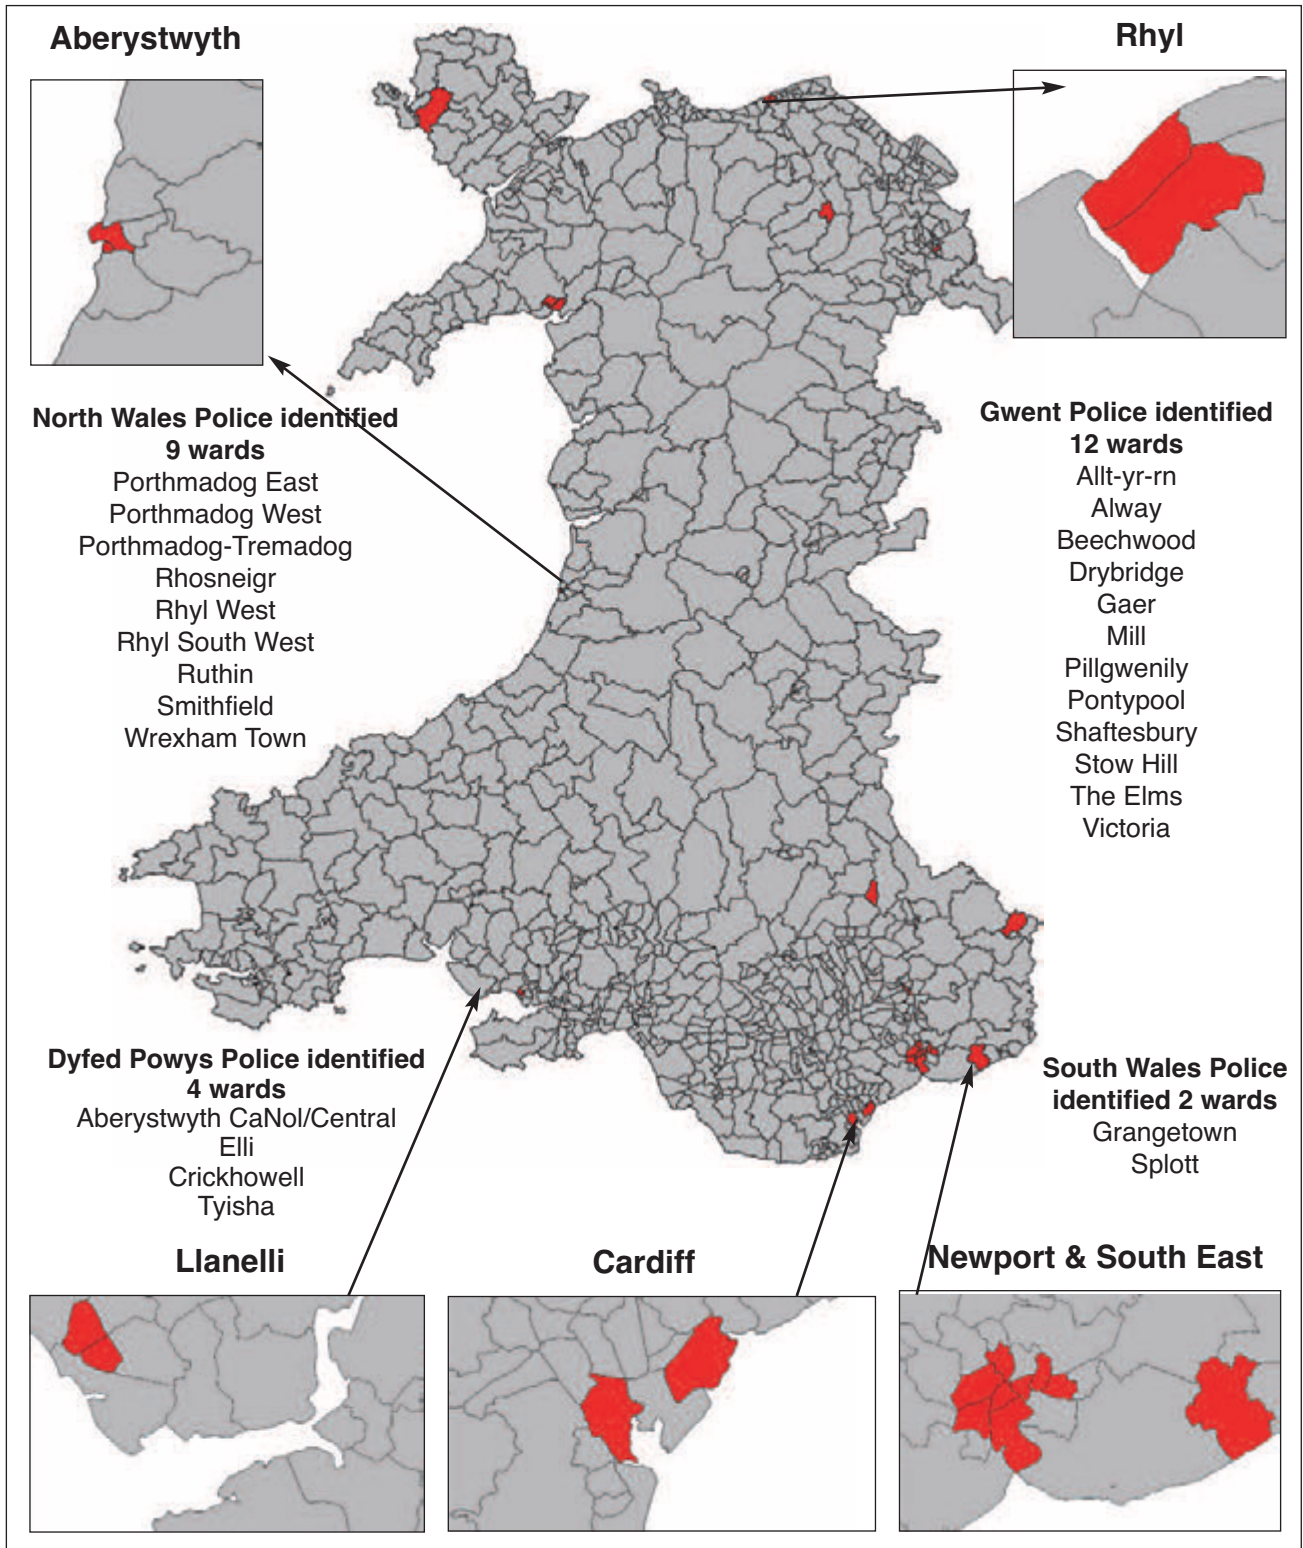 Aberystwyth
Rhyl
North Wales Police identified
9 wards
Porthmadog East
Porthmadog West
Porthmadog-Tremadog
Rhosneigr
Rhyl West
Rhyl South West
Ruthin
Smithfield
Wrexham Town
Gwent Police identified
12 wards
Allt-yr-rn
Alway
Beechwood
Drybridge
Gaer
Mill
Pillgwenily
Pontypool
Shaftesbury
Stow Hill
The Elms
Victoria
Dyfed Powys Police identified
4 wards
Aberystwyth CaNol/Central
Elli
Crickhowell
Tyisha
South Wales Police
identified 2 wards
Grangetown
Splott
Llanelli
Cardiff
Newport & South East